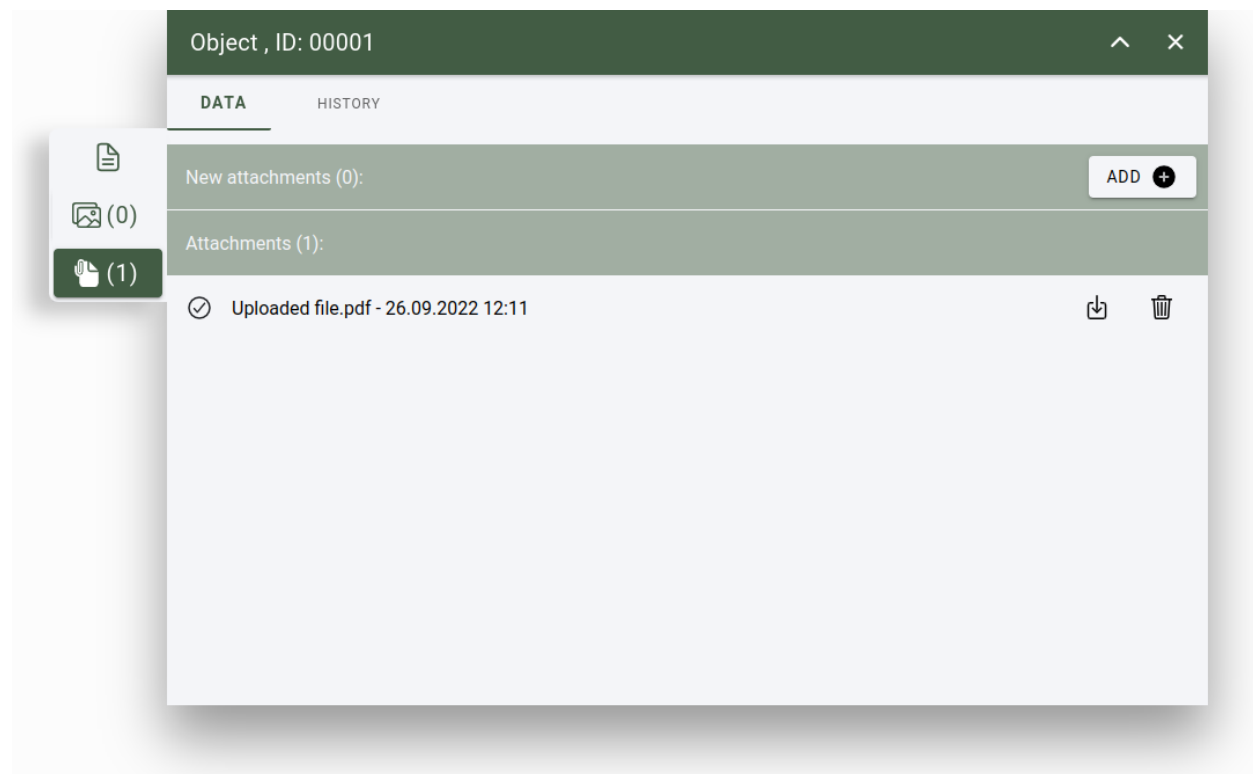 Object , ID: 00001
DATA HISTORY
New attachments (0):
ADD
(0)
Attachments (1):
(1)
Uploaded file.pdf - 26.09.2022 12:11